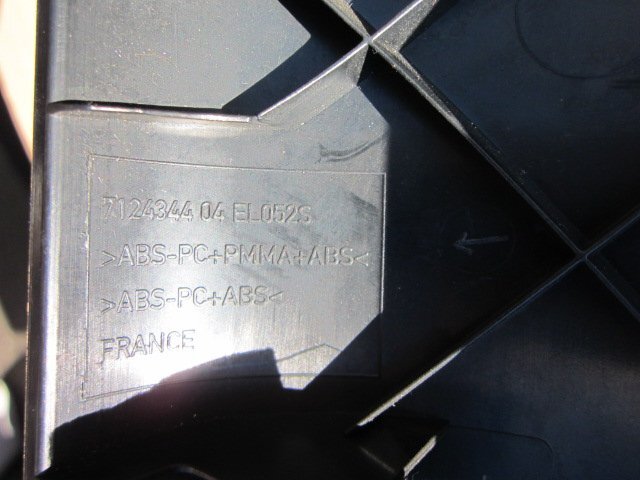 7124344 04 EL052S
>ABS-PC+PMMA+ABS<
>ABS-PC+ABS<
FRANCE